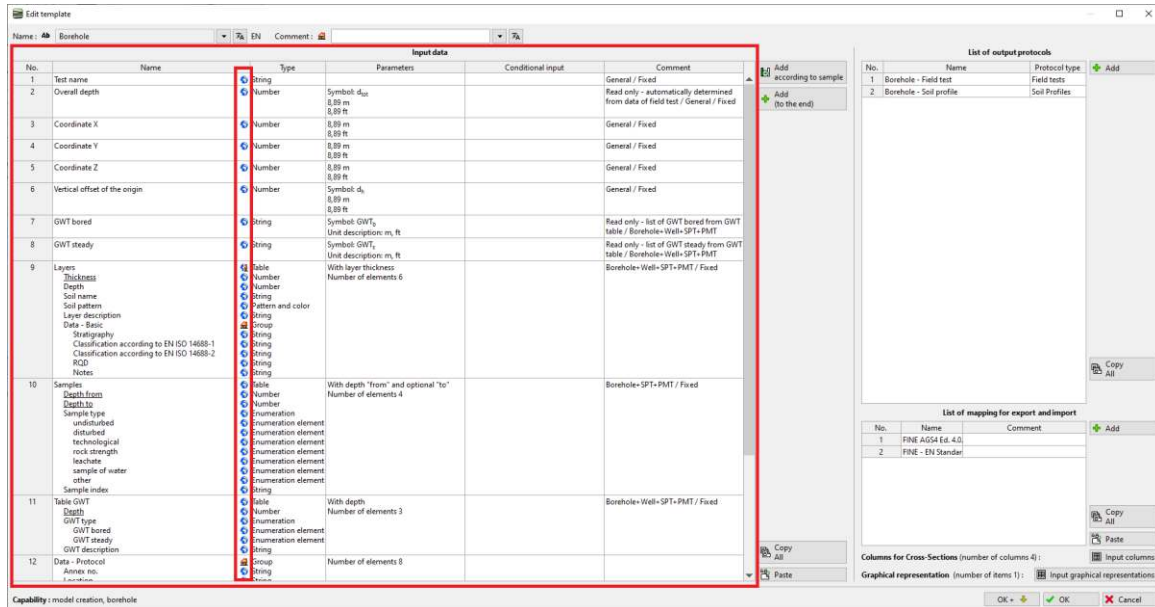 Edit template
Name : Ab Borehole EN Comment :
Input data
No. Name Type Parameters Conditional input Comment
1 Test name String General / Fixed
2 Overall depth Number Symbol: dtot Read only - automatically determined
8,89 m from data of field test / General / Fixed
8,89 ft
3 Coordinate X Number 8,89 m General / Fixed
8,89 ft
4 Coordinate Y Number 8,89 m General / Fixed
8,89 ft
5 Coordinate Z Number 8,89 m General / Fixed
8,89 ft
6 Vertical offset of the origin Number Symbol: General / Fixed
8,89 m
8,89 ft
7 GWT bored String Symbol: GWT Read only - list of GWT bored from GWT
Unit description: m, ft table / Borehole+Well+SPT+PMT
8 GWT steady String Symbol: GWT Read only - list of GWT steady from GWT
Unit description: m, ft table / Borehole+Well+SPT+PMT
9 Layers Table With layer thickness Borehole+Well+SPT+PMT / Fixed
Thickness Number Number of elements 6
Depth Number
Soil name String
Soil pattern Pattern and color
Layer description String
Data - Basic Group
Stratigraphy String
Classification according to EN ISO 14688-1 String
Classification according to EN ISO 14688-2 String
RQD String
Notes String
10 Samples Table With depth "from" and optional "to" Borehole+SPT+PMT / Fixed
Depth from Number Number of elements 4
Depth to Number
Sample type Enumeration
undisturbed Enumeration element
disturbed Enumeration element
technological Enumeration element
rock strength Enumeration element
leachate Enumeration element
sample of water Enumeration element
other Enumeration element
Sample index String
11 Table GWT Table With depth Borehole+Well+SPT+PMT / Fixed
Depth Number Number of elements 3
GWT type Enumeration
GWT bored Enumeration element
GWT steady Enumeration element
GWT description String
12 Data - Protocol Group Number of elements 8
Annex no. String
Location String
Add
according to sample
Add
(to the end)
Copy
All
Paste
List of output protocols
No. Name Protocol type Add
1 Borehole - Field test Field tests
2 Borehole - Soil profile Soil Profiles
Copy
All
List of mapping for export and import
No. Name Comment Add
1 FINE AGS4 Ed. 4.0.
2 FINE - EN Standar
Copy
All
Paste
Columns for Cross-Sections (number of columns 4) : Input columns
Graphical representation (number of items 1) : Input graphical representations
Capability : model creation, borehole OK + OK Cancel